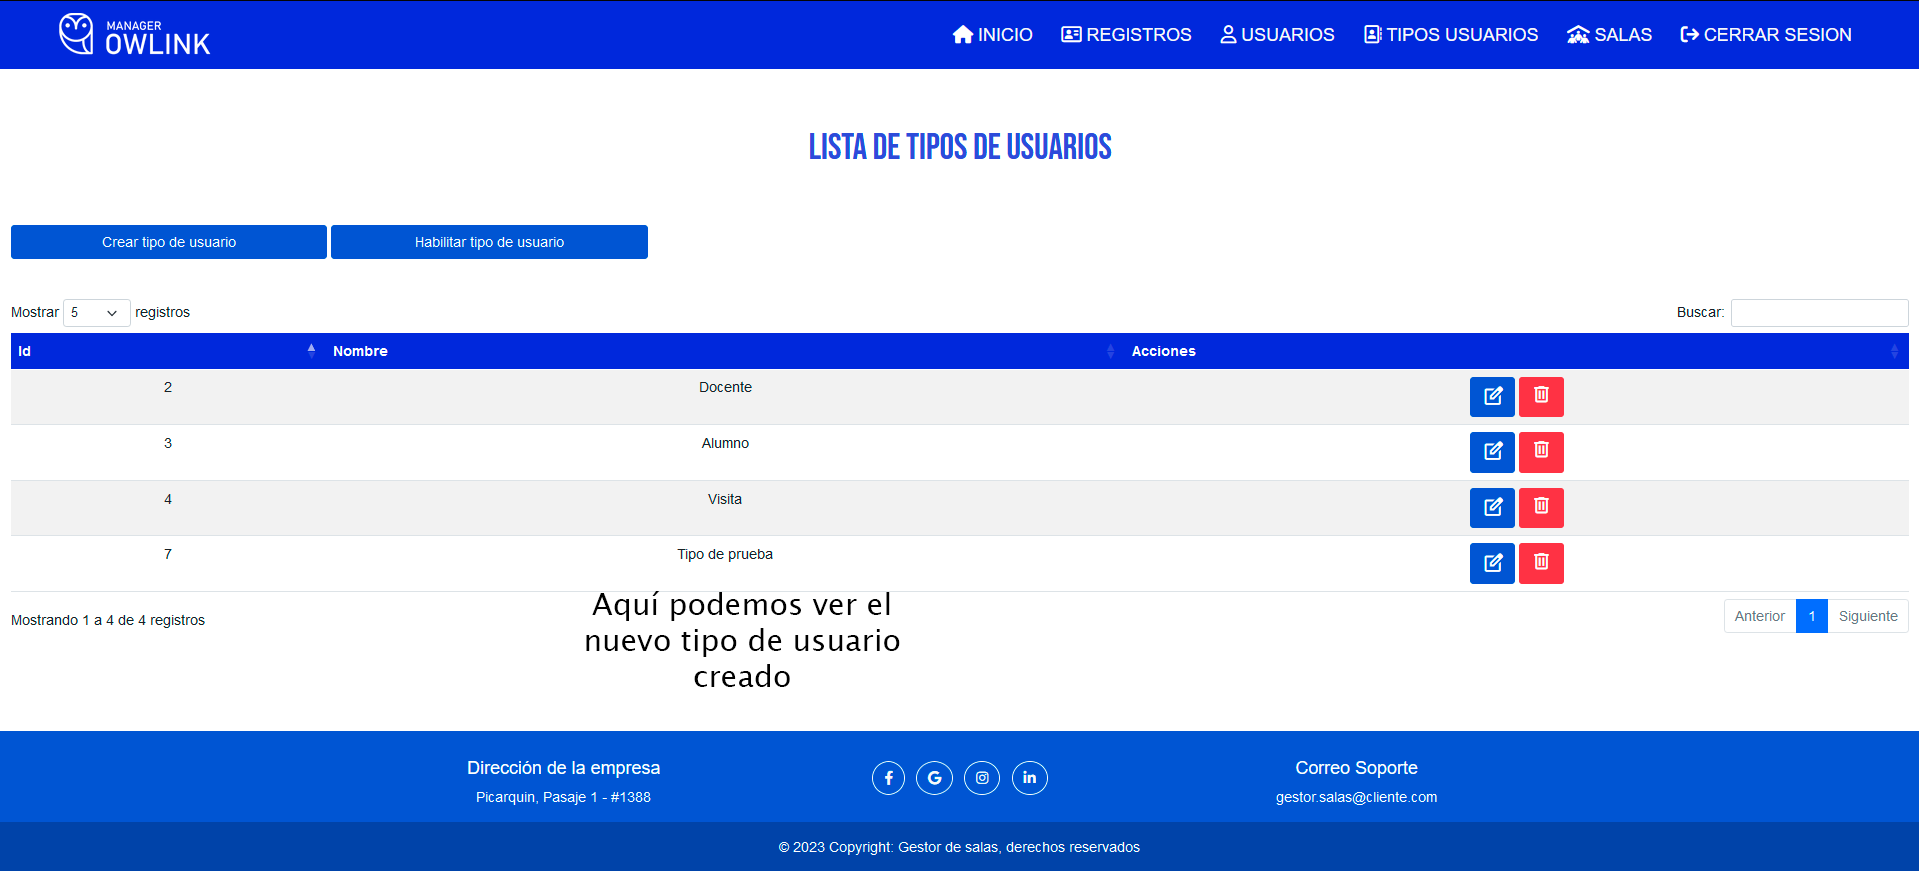 MANAGER
OWLINK
INICIO REGISTROS USUARIOS TIPOS USUARIOS SALAS CERRAR SESION
LISTA DE TIPOS DE USUARIOS
Crear tipo de usuario Habilitar tipo de usuario
Mostrar 5 registros Buscar:
Id Nombre Acciones
2 Docente
3 Alumno
4 Visita
7 Tipo de prueba
Aquí podemos ver el
nuevo tipo de usuario
creado
Mostrando 1 a 4 de 4 registros
Anterior 1 Siguiente
Dirección de la empresa
Picarquin, Pasaje 1 - #1388
Correo Soporte
gestor.salas@cliente.com
© 2023 Copyright: Gestor de salas, derechos reservados